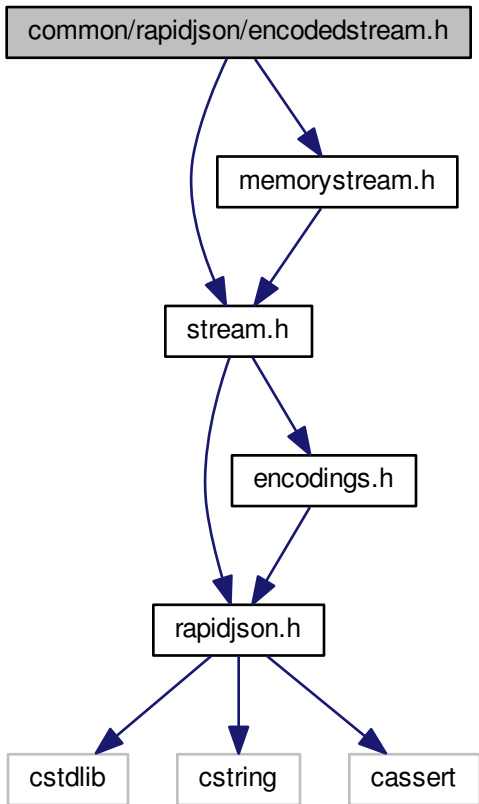 common/rapidjson/encodedstream.h
memorystream.h
stream.h
encodings.h
rapidjson.h
cstdlib
cstring
cassert